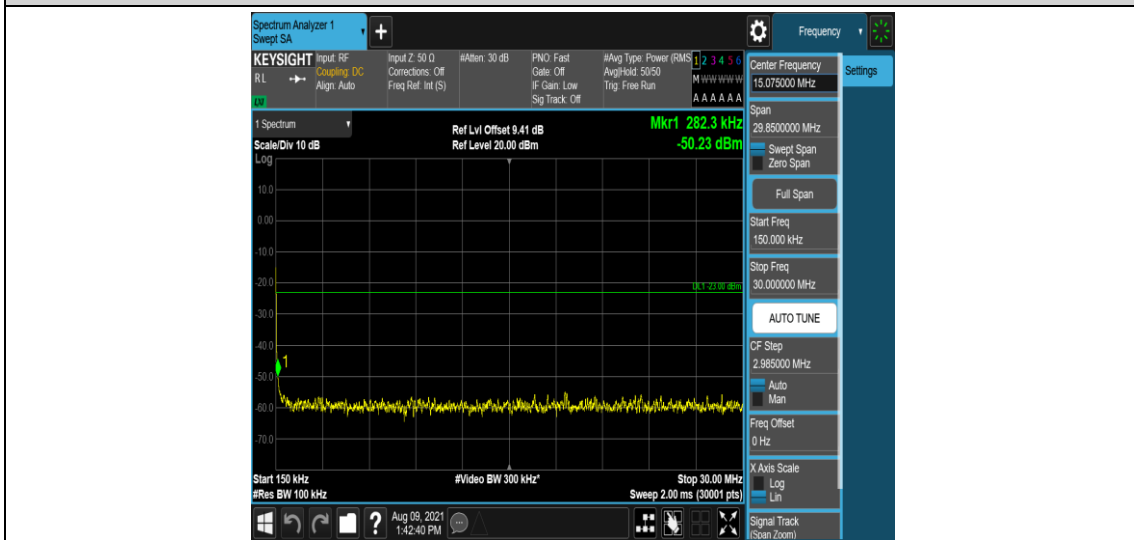 Spectrum Analyzer 1
Swept SA
Frequency
KEYSIGHT
Input: RF
Coupling: DC
Align: Auto
Input Z: 50 Ω
Corrections: Off
Freq Ref: Int (S)
#Atten: 30 dB
PNO: Fast
Gate: Off
IF Gain: Low
Sig Track: Off
#Avg Type: Power (RMS
Avg|Hold: 50/50
Trig: Free Run
1 2 3 4 5 6
M W W W W W
A A A A A A
RL
LXI
1 Spectrum
Scale/Div 10 dB
Log
Ref Lvl Offset 9.41 dB
Ref Level 20.00 dBm
Mkr1 282.3 kHz
-50.23 dBm
10.0
0.00
-10.0
-20.0
-30.0
-40.0
-50.0
-60.0
-70.0
DL1 -23.00 dBm
1
Start 150 kHz
#Res BW 100 kHz
#Video BW 300 kHz*
Stop 30.00 MHz
Sweep 2.00 ms (30001 pts)
Aug 09, 2021
1:42:40 PM
Center Frequency
15.075000 MHz
Settings
Span
29.8500000 MHz
Swept Span
Zero Span
Full Span
Start Freq
150.000 kHz
Stop Freq
30.000000 MHz
AUTO TUNE
CF Step
2.985000 MHz
Auto
Man
Freq Offset
0 Hz
X Axis Scale
Log
Lin
Signal Track
(Span Zoom)